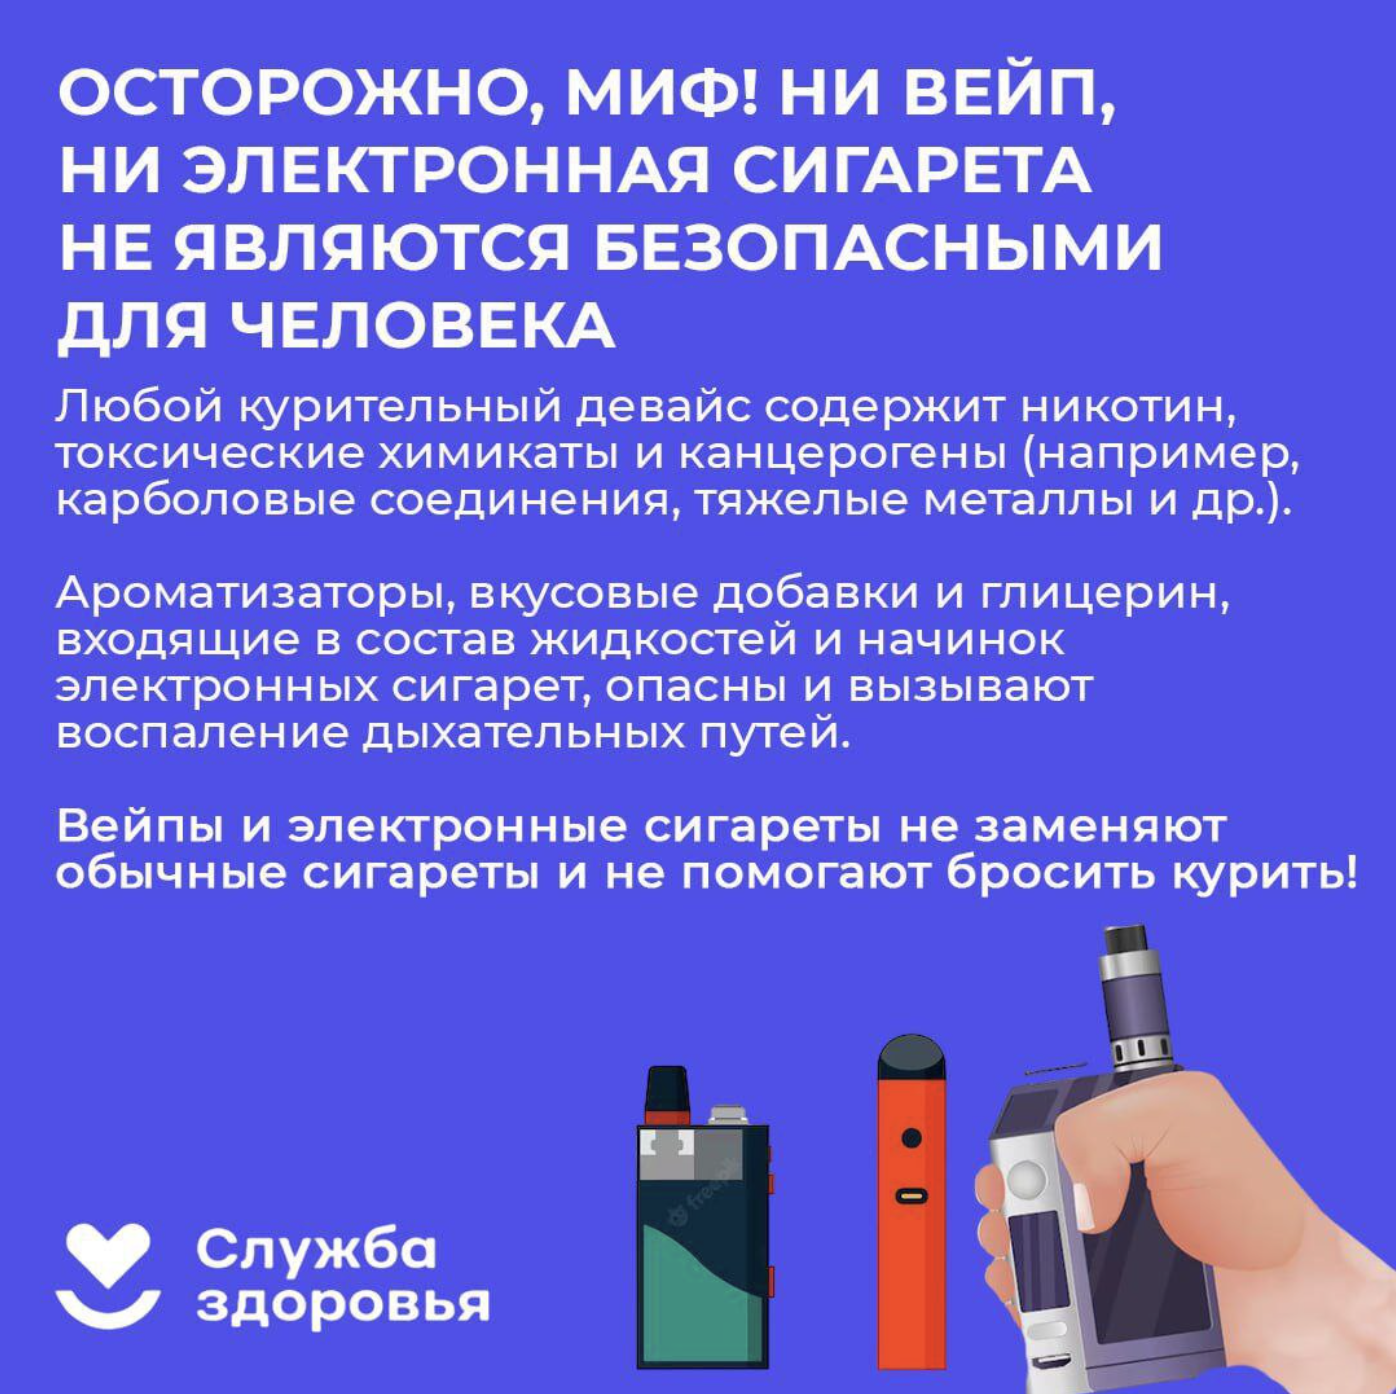 ОСТОРОЖНО, МИФ! НИ ВЕЙП,
НИ ЭЛЕКТРОННАЯ СИГАРЕТА
НЕ ЯВЛЯЮТСЯ БЕЗОПАСНЫМИ
ДЛЯ ЧЕЛОВЕКА
Любой курительный девайс содержит никотин,
токсические химикаты и канцерогены (например,
карболовые соединения, тяжелые металлы и др.).
Ароматизаторы, вкусовые добавки и глицерин,
входящие в состав жидкостей и начинок
электронных сигарет, опасны и вызывают
воспаление дыхательных путей.
Вейпы и электронные сигареты не заменяют
обычные сигареты и не помогают бросить курить!
Служба
здоровья